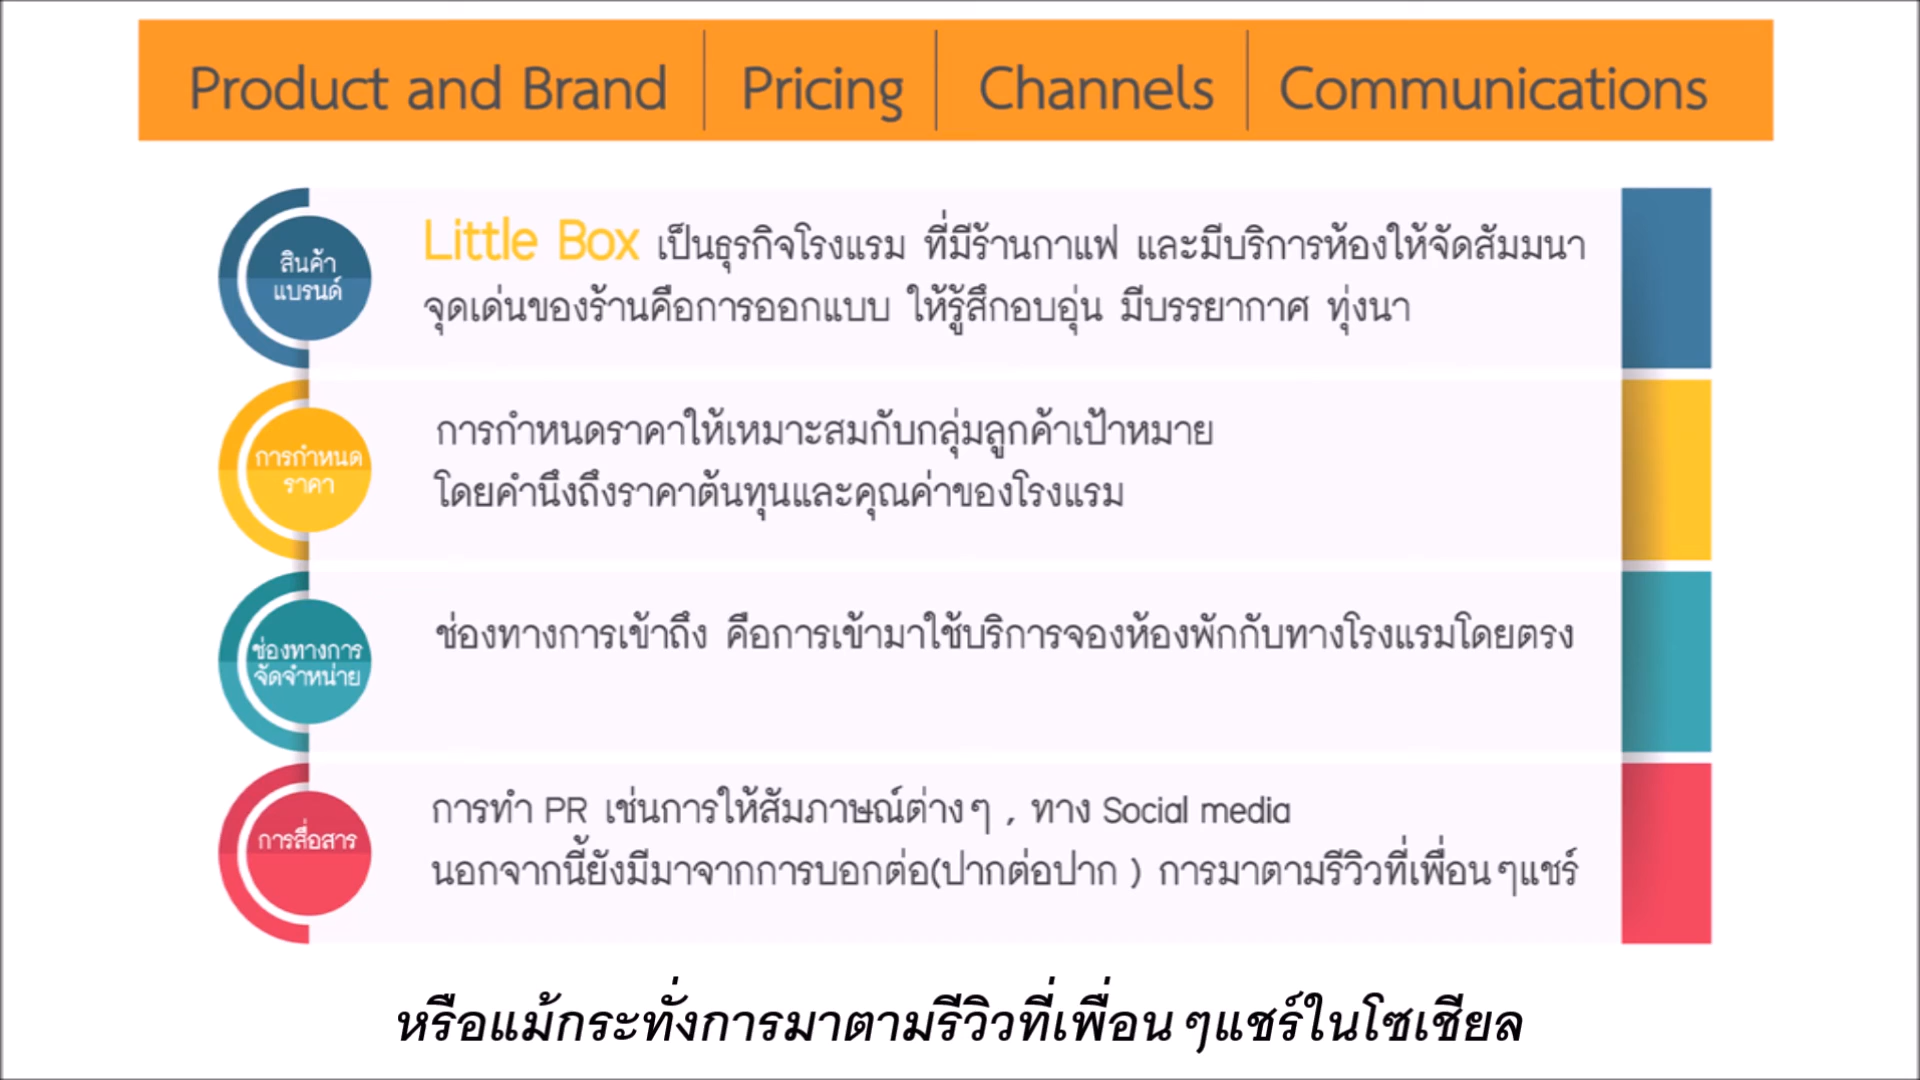 Product and Brand
Pricing
Channels
Communications
สินค้า
แบรนด์
Little Box เป็นธุรกิจโรงแรม ที่มีร้านกาแฟ และมีบริการห้องให้จัดสัมมนา
จุดเด่นของร้านคือการออกแบบ ให้รู้สึกอบอุ่น มีบรรยากาศ ทุ่งนา
การกำหนด
ราคา
การกำหนดราคาให้เหมาะสมกับกลุ่มลูกค้าเป้าหมาย
โดยคำนึงถึงราคาต้นทุนและคุณค่าของโรงแรม
ช่องทางการ
จัดจำหน่าย
ช่องทางการเข้าถึง คือการเข้ามาใช้บริการจองห้องพักกับทางโรงแรมโดยตรง
การสื่อสาร
การทำ PR เช่นการให้สัมภาษณ์ต่างๆ , ทาง Social media
นอกจากนี้ยังมีมาจากการบอกต่อ(ปากต่อปาก ) การมาตามรีวิวที่เพื่อนๆแชร์
หรือแม้กระทั่งการมาตามรีวิวที่เพื่อนๆแชร์ในโซเชียล